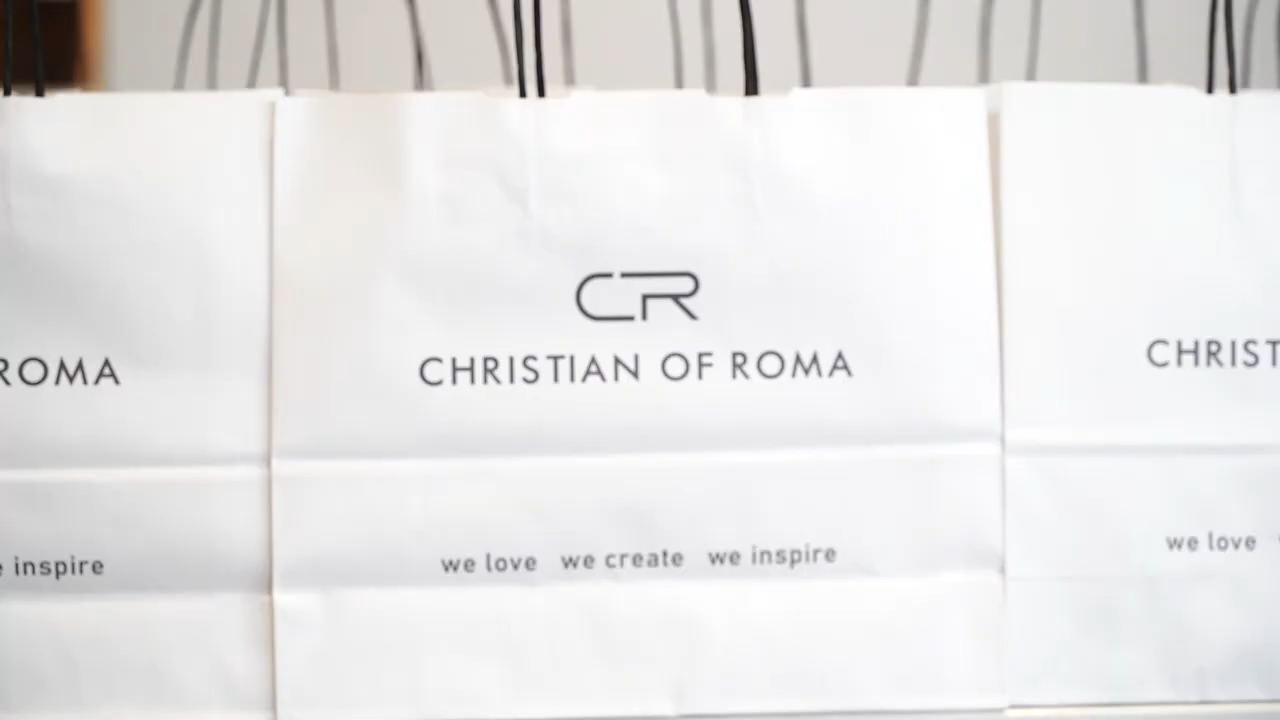 ROMA
e inspire
CR
CHRISTIAN OF ROMA
we love we create we inspire
CHRIST
we love